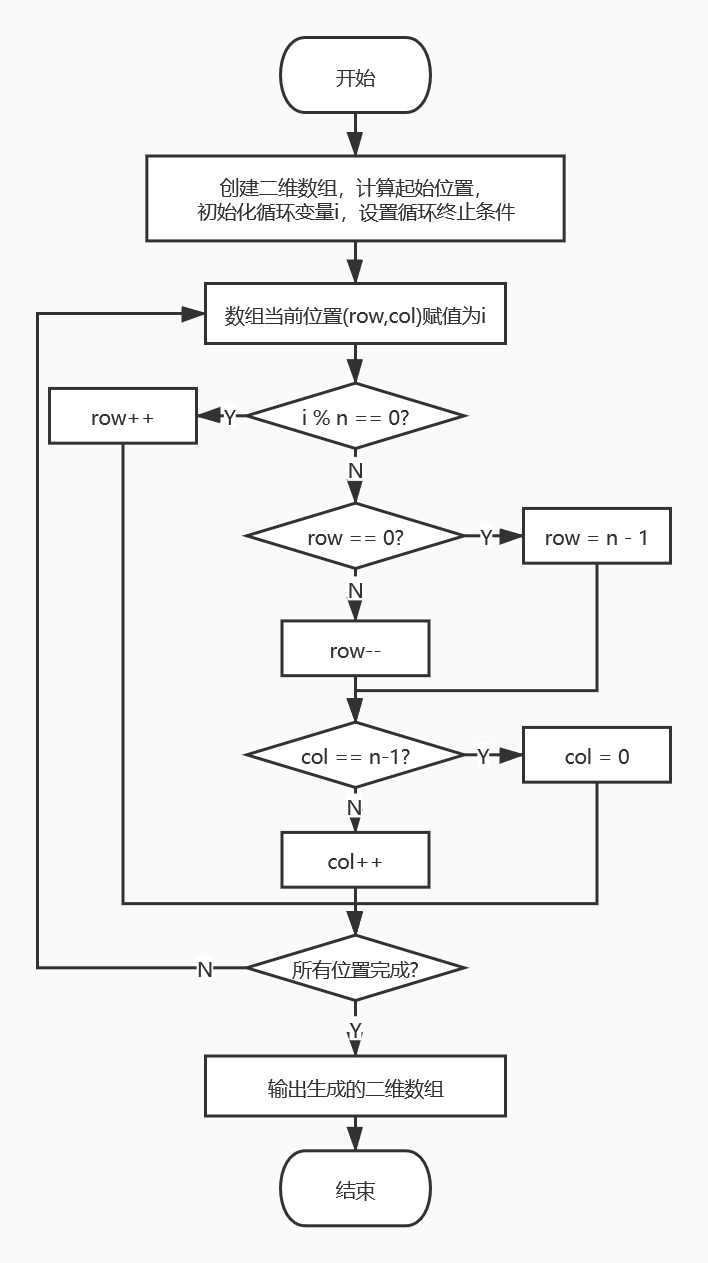 开始
创建二维数组，计算起始位置，
初始化循环变量i，设置循环终止条件
数组当前位置(row,col)赋值为i
i % n == 0?
Y
row++
N
row == 0?
Y
row = n - 1
N
row--
col == n-1?
Y
col = 0
N
col++
所有位置完成?
N
Y
输出生成的二维数组
结束